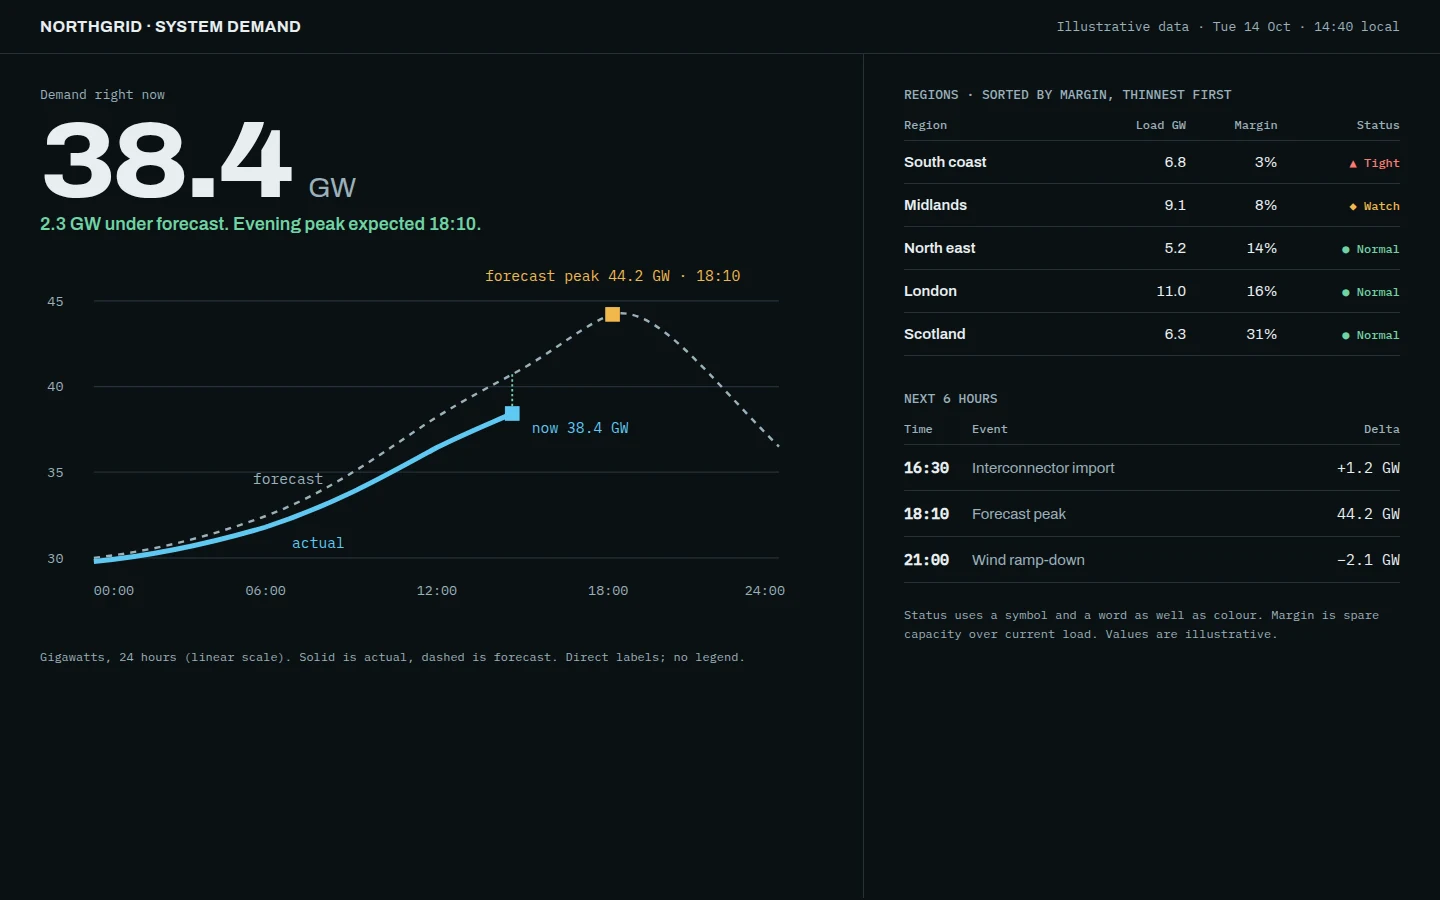 NORTHGRID · SYSTEM DEMAND
Illustrative data · Tue 14 Oct · 14:40 local
Demand right now
38.4 GW
2.3 GW under forecast. Evening peak expected 18:10.
forecast peak 44.2 GW · 18:10
45
40
now 38.4 GW
35
forecast
actual
30
00:00 06:00 12:00 18:00 24:00
Gigawatts, 24 hours (linear scale). Solid is actual, dashed is forecast. Direct labels; no legend.
REGIONS · SORTED BY MARGIN, THINNEST FIRST
Region Load GW Margin Status
South coast 6.8 3% ▲ Tight
Midlands 9.1 8% ◆ Watch
North east 5.2 14% ● Normal
London 11.0 16% ● Normal
Scotland 6.3 31% ● Normal
NEXT 6 HOURS
Time Event Delta
16:30 Interconnector import +1.2 GW
18:10 Forecast peak 44.2 GW
21:00 Wind ramp-down −2.1 GW
Status uses a symbol and a word as well as colour. Margin is spare
capacity over current load. Values are illustrative.